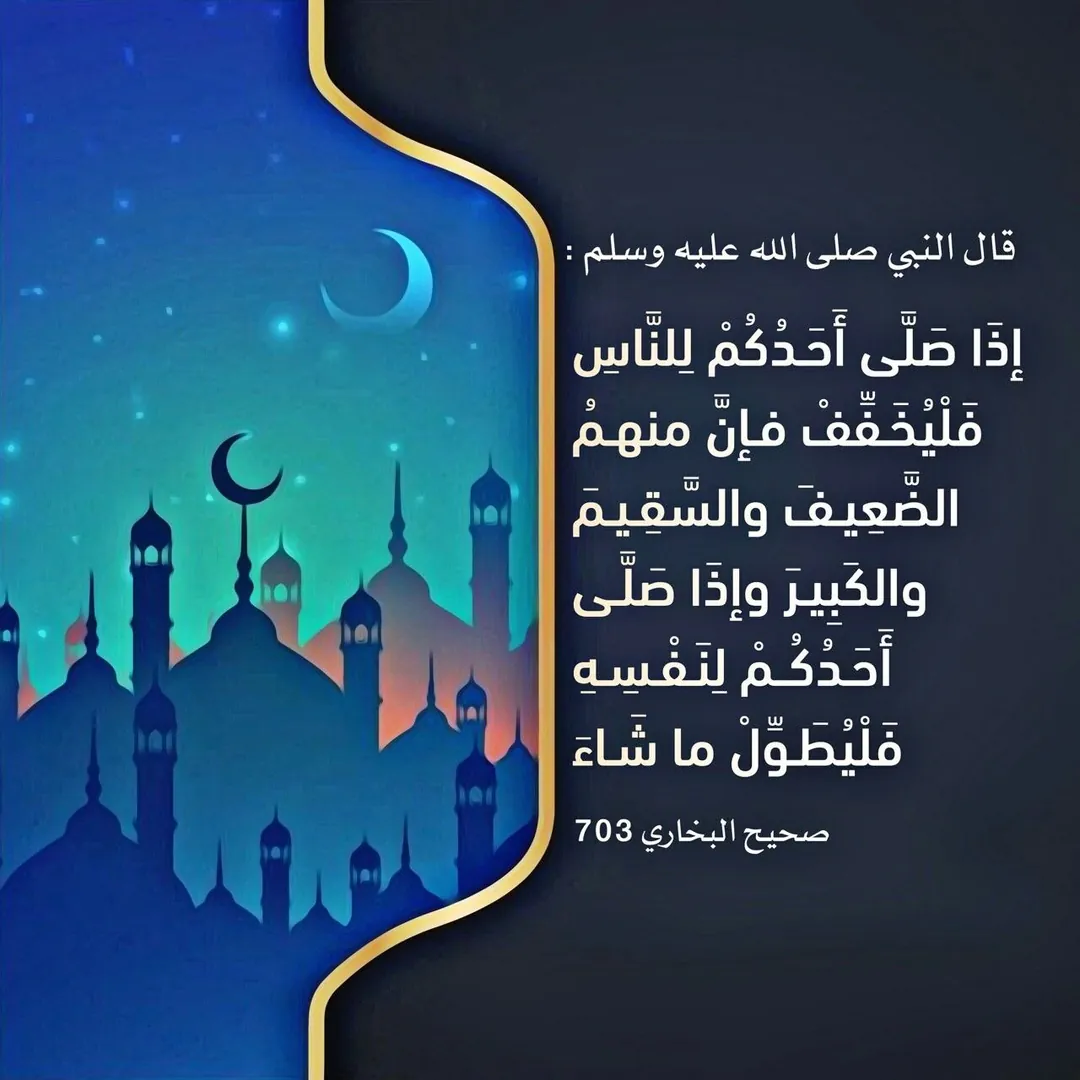 قال النبي صلى الله عليه وسلم :
إذَا صَلَّى أَحَدُكُمْ لِلنَّاسِ
فَلْيُخَفِّفْ فإنَّ منهمُ
الضَّعِيفَ والسَّقِيمَ
والكَبِيرَ وإذَا صَلَّى
أَحَدُكُمْ لِنَفْسِهِ
فَلْيُطَوِّلْ ما شَاءَ
صحيح البخاري 703